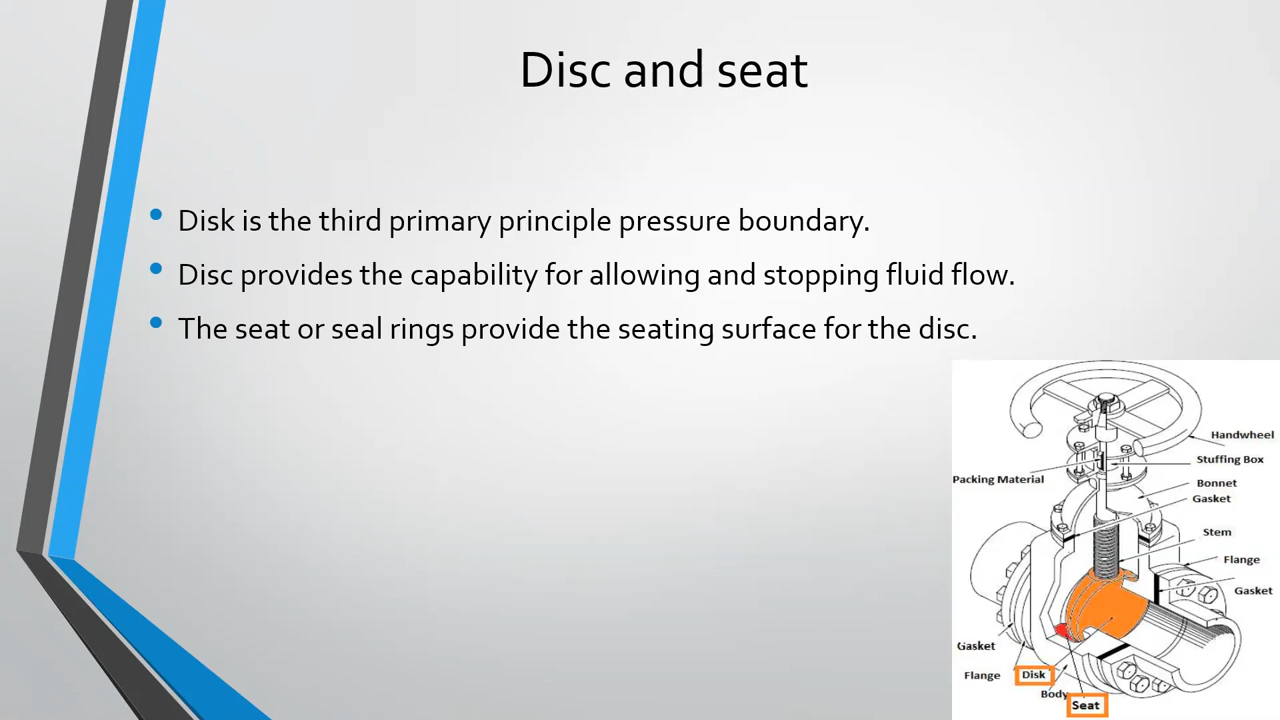 Disc and seat
• Disk is the third primary principle pressure boundary.
• Disc provides the capability for allowing and stopping fluid flow.
• The seat or seal rings provide the seating surface for the disc.
Handwheel
Stuffing Box
Packing Material
Bonnet
Gasket
Stem
Flange
Gasket
Gasket
Flange
Disk
Body
Seat